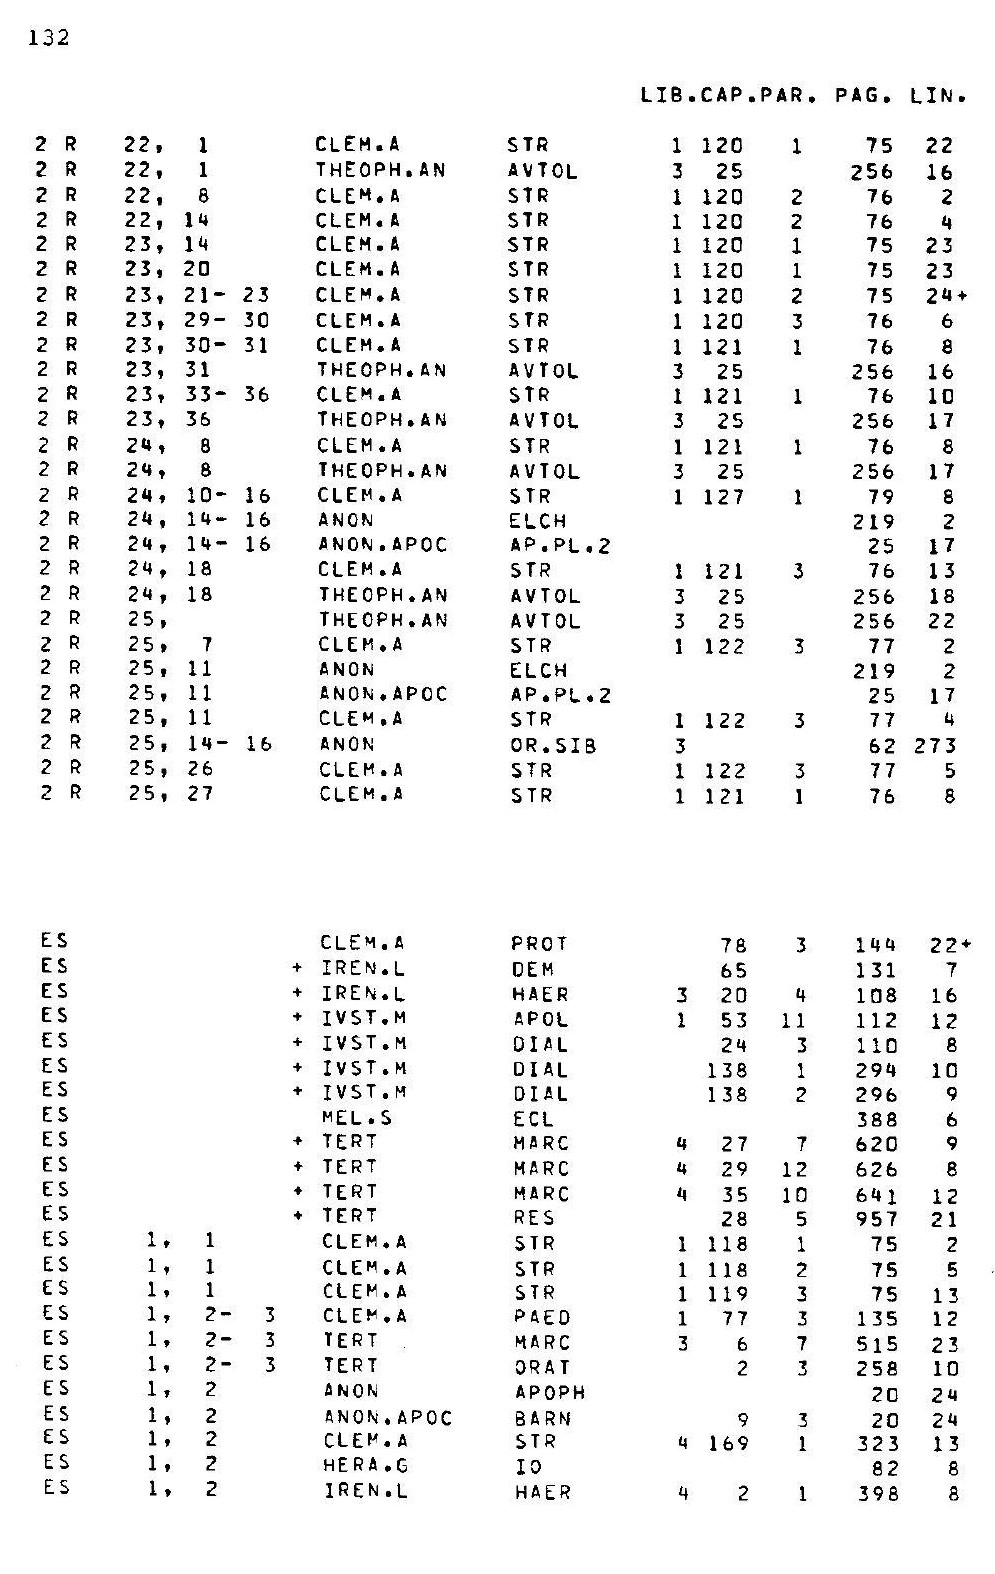 132
LIB.CAP.PAR. PAG. LIN.
2 R 22, 1 CLEM.A STR 1 120 1 75 22
2 R 22, 1 THEOPH.AN AVTOL 3 25 256 16
2 R 22, 8 CLEM.A STR 1 120 2 76 2
2 R 22, 14 CLEM.A STR 1 120 2 76 4
2 R 23, 14 CLEM.A STR 1 120 1 75 23
2 R 23, 20 CLEM.A STR 1 120 1 75 23
2 R 23, 21- 23 CLEM.A STR 1 120 2 75 24+
2 R 23, 29- 30 CLEM.A STR 1 120 3 76 6
2 R 23, 30- 31 CLEM.A STR 1 121 1 76 8
2 R 23, 31 THEOPH.AN AVTOL 3 25 256 16
2 R 23, 33- 36 CLEM.A STR 1 121 1 76 10
2 R 23, 36 THEOPH.AN AVTOL 3 25 256 17
2 R 24, 8 CLEM.A STR 1 121 1 76 8
2 R 24, 8 THEOPH.AN AVTOL 3 25 256 17
2 R 24, 10- 16 CLEM.A STR 1 127 1 79 8
2 R 24, 14- 16 ANON ELCH 219 2
2 R 24, 14- 16 ANON.APOC AP.PL.2 25 17
2 R 24, 18 CLEM.A STR 1 121 3 76 13
2 R 24, 18 THEOPH.AN AVTOL 3 25 256 18
2 R 25, THEOPH.AN AVTOL 3 25 256 22
2 R 25, 7 CLEM.A STR 1 122 3 77 2
2 R 25, 11 ANON ELCH 219 2
2 R 25, 11 ANON.APOC AP.PL.2 25 17
2 R 25, 11 CLEM.A STR 1 122 3 77 4
2 R 25, 14- 16 ANON OR.SIB 3 62 273
2 R 25, 26 CLEM.A STR 1 122 3 77 5
2 R 25, 27 CLEM.A STR 1 121 1 76 8
ES CLEM.A PROT 78 3 144 22+
ES + IREN.L DEM 65 131 7
ES + IREN.L HAER 3 20 4 108 16
ES + IVST.M APOL 1 53 11 112 12
ES + IVST.M DIAL 24 3 110 8
ES + IVST.M DIAL 138 1 294 10
ES + IVST.M DIAL 138 2 296 9
ES MEL.S ECL 388 6
ES + TERT MARC 4 27 7 620 9
ES + TERT MARC 4 29 12 626 8
ES + TERT MARC 4 35 10 641 12
ES + TERT RES 28 5 957 21
ES 1, 1 CLEM.A STR 1 118 1 75 2
ES 1, 1 CLEM.A STR 1 118 2 75 5
ES 1, 1 CLEM.A STR 1 119 3 75 13
ES 1, 2- 3 CLEM.A PAED 1 77 3 135 12
ES 1, 2- 3 TERT MARC 3 6 7 515 23
ES 1, 2- 3 TERT ORAT 2 3 258 10
ES 1, 2 ANON APOPH 20 24
ES 1, 2 ANON.APOC BARN 9 3 20 24
ES 1, 2 CLEM.A STR 4 169 1 323 13
ES 1, 2 HERA.G IO 82 8
ES 1, 2 IREN.L HAER 4 2 1 398 8